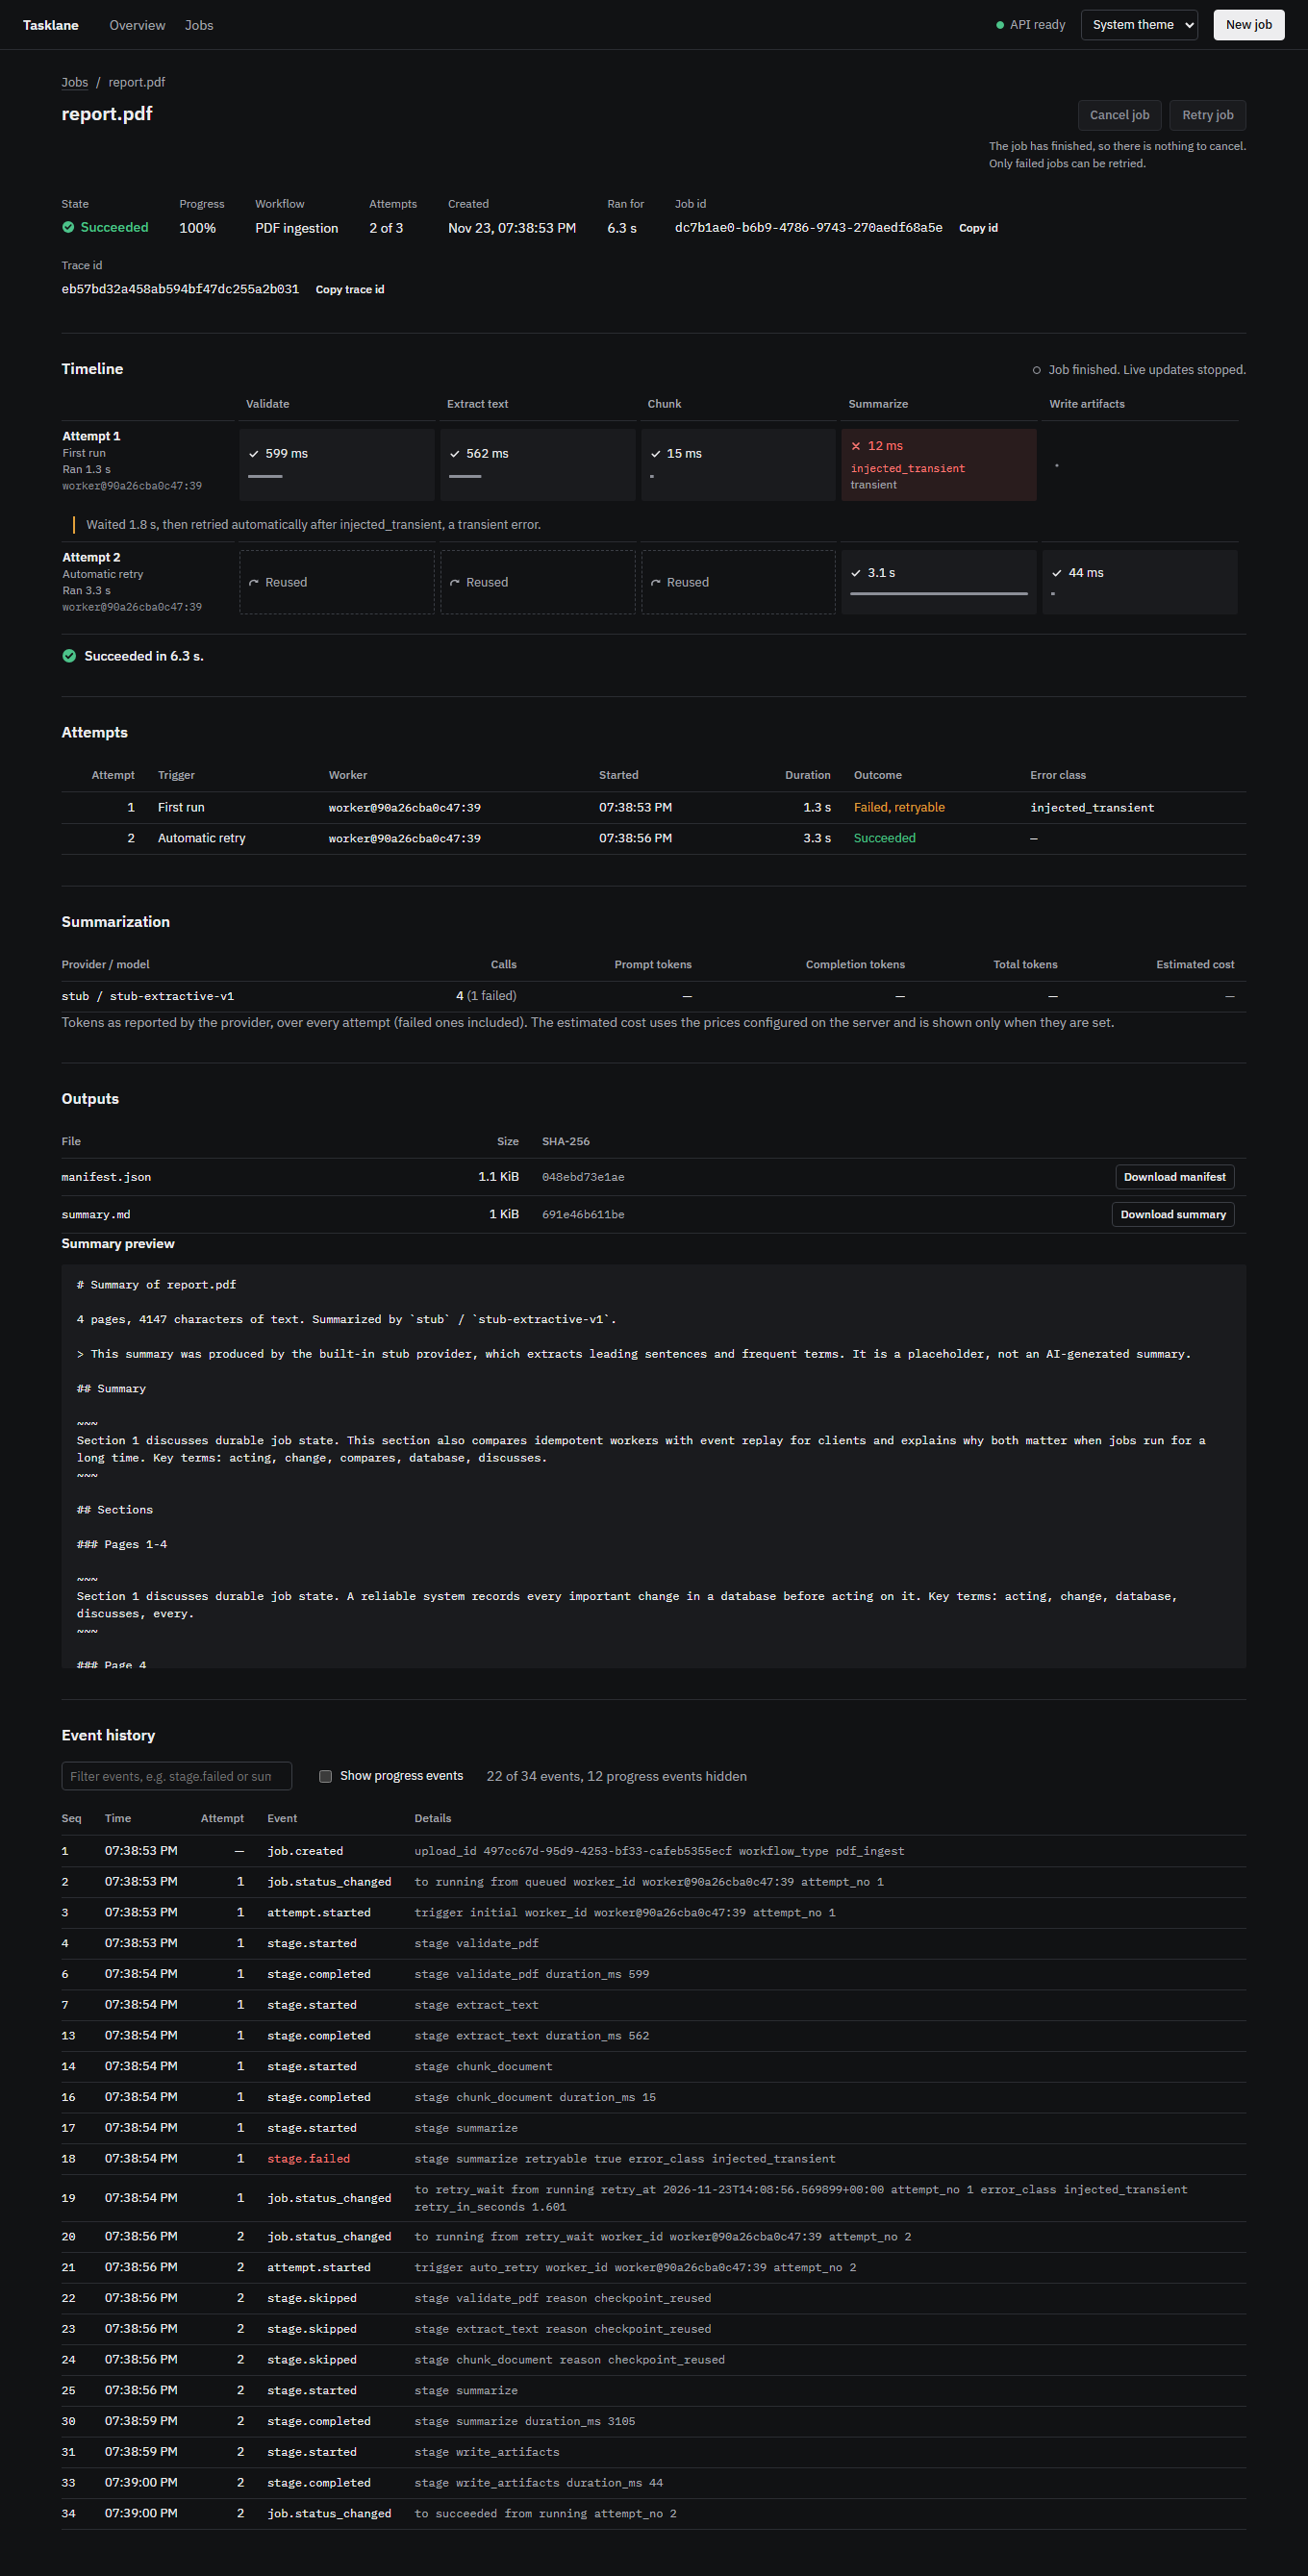 Tasklane Overview Jobs API ready System theme New job
Jobs / report.pdf
report.pdf Cancel job Retry job
The job has finished, so there is nothing to cancel.
Only failed jobs can be retried.
State Progress Workflow Attempts Created Ran for Job id
Succeeded 100% PDF ingestion 2 of 3 Nov 23, 07:38:53 PM 6.3 s dc7b1ae0-b6b9-4786-9743-270aedf68a5e Copy id
Trace id
eb57bd32a458ab594bf47dc255a2b031 Copy trace id
Timeline Job finished. Live updates stopped.
Validate Extract text Chunk Summarize Write artifacts
Attempt 1
First run
Ran 1.3 s
worker@90a26cba0c47:39
599 ms 562 ms 15 ms 12 ms
injected_transient
transient
Waited 1.8 s, then retried automatically after injected_transient, a transient error.
Attempt 2
Automatic retry
Ran 3.3 s
worker@90a26cba0c47:39
Reused Reused Reused 3.1 s 44 ms
Succeeded in 6.3 s.
Attempts
Attempt Trigger Worker Started Duration Outcome Error class
1 First run worker@90a26cba0c47:39 07:38:53 PM 1.3 s Failed, retryable injected_transient
2 Automatic retry worker@90a26cba0c47:39 07:38:56 PM 3.3 s Succeeded —
Summarization
Provider / model Calls Prompt tokens Completion tokens Total tokens Estimated cost
stub / stub-extractive-v1 4 (1 failed) — — — —
Tokens as reported by the provider, over every attempt (failed ones included). The estimated cost uses the prices configured on the server and is shown only when they are set.
Outputs
File Size SHA-256
manifest.json 1.1 KiB 048ebd73e1ae Download manifest
summary.md 1 KiB 691e46b611be Download summary
Summary preview
# Summary of report.pdf
4 pages, 4147 characters of text. Summarized by `stub` / `stub-extractive-v1`.
> This summary was produced by the built-in stub provider, which extracts leading sentences and frequent terms. It is a placeholder, not an AI-generated summary.
## Summary
~~~
Section 1 discusses durable job state. This section also compares idempotent workers with event replay for clients and explains why both matter when jobs run for a
long time. Key terms: acting, change, compares, database, discusses.
~~~
## Sections
### Pages 1-4
~~~
Section 1 discusses durable job state. A reliable system records every important change in a database before acting on it. Key terms: acting, change, database,
discusses, every.
~~~
### Page 4
Event history
Filter events, e.g. stage.failed or sun Show progress events 22 of 34 events, 12 progress events hidden
Seq Time Attempt Event Details
1 07:38:53 PM — job.created upload_id 497cc67d-95d9-4253-bf33-cafeb5355ecf workflow_type pdf_ingest
2 07:38:53 PM 1 job.status_changed to running from queued worker_id worker@90a26cba0c47:39 attempt_no 1
3 07:38:53 PM 1 attempt.started trigger initial worker_id worker@90a26cba0c47:39 attempt_no 1
4 07:38:53 PM 1 stage.started stage validate_pdf
6 07:38:54 PM 1 stage.completed stage validate_pdf duration_ms 599
7 07:38:54 PM 1 stage.started stage extract_text
13 07:38:54 PM 1 stage.completed stage extract_text duration_ms 562
14 07:38:54 PM 1 stage.started stage chunk_document
16 07:38:54 PM 1 stage.completed stage chunk_document duration_ms 15
17 07:38:54 PM 1 stage.started stage summarize
18 07:38:54 PM 1 stage.failed stage summarize retryable true error_class injected_transient
19 07:38:54 PM 1 job.status_changed to retry_wait from running retry_at 2026-11-23T14:08:56.569899+00:00 attempt_no 1 error_class injected_transient
retry_in_seconds 1.601
20 07:38:56 PM 2 job.status_changed to running from retry_wait worker_id worker@90a26cba0c47:39 attempt_no 2
21 07:38:56 PM 2 attempt.started trigger auto_retry worker_id worker@90a26cba0c47:39 attempt_no 2
22 07:38:56 PM 2 stage.skipped stage validate_pdf reason checkpoint_reused
23 07:38:56 PM 2 stage.skipped stage extract_text reason checkpoint_reused
24 07:38:56 PM 2 stage.skipped stage chunk_document reason checkpoint_reused
25 07:38:56 PM 2 stage.started stage summarize
30 07:38:59 PM 2 stage.completed stage summarize duration_ms 3105
31 07:38:59 PM 2 stage.started stage write_artifacts
33 07:39:00 PM 2 stage.completed stage write_artifacts duration_ms 44
34 07:39:00 PM 2 job.status_changed to succeeded from running attempt_no 2